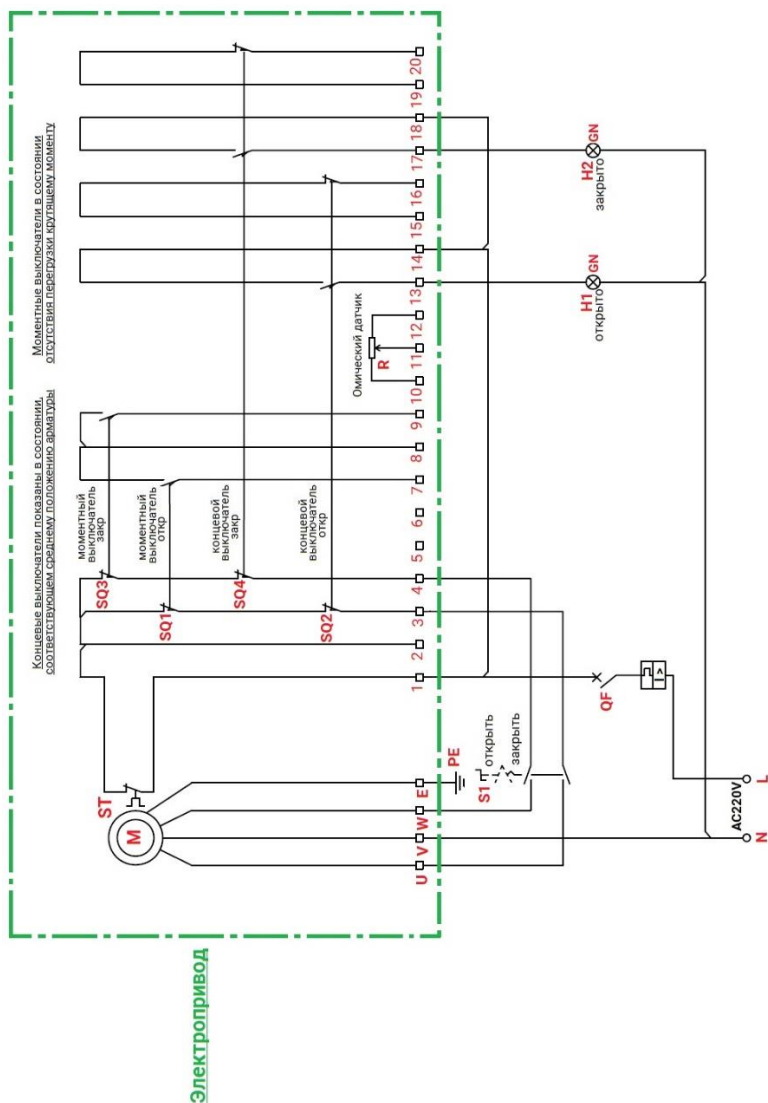 Электропривод
Концевые выключатели показаны в состоянии,
соответствующем среднему положению арматуры
Моментные выключатели в состоянии
отсутствия перегрузки крутящему моменту
ST
M
SQ3
моментный
выключатель
закр
SQ1
моментный
выключатель
откр
SQ4
концевой
выключатель
закр
SQ2
концевой
выключатель
откр
Омический датчик
R
U
V
W
E
1
2
3
4
5
6
7
8
9
10
11
12
13
14
15
16
17
18
19
20
PE
S1
открыть
закрыть
QF
I >
H1
GN
открыто
H2
GN
закрыто
AC220V
N
L